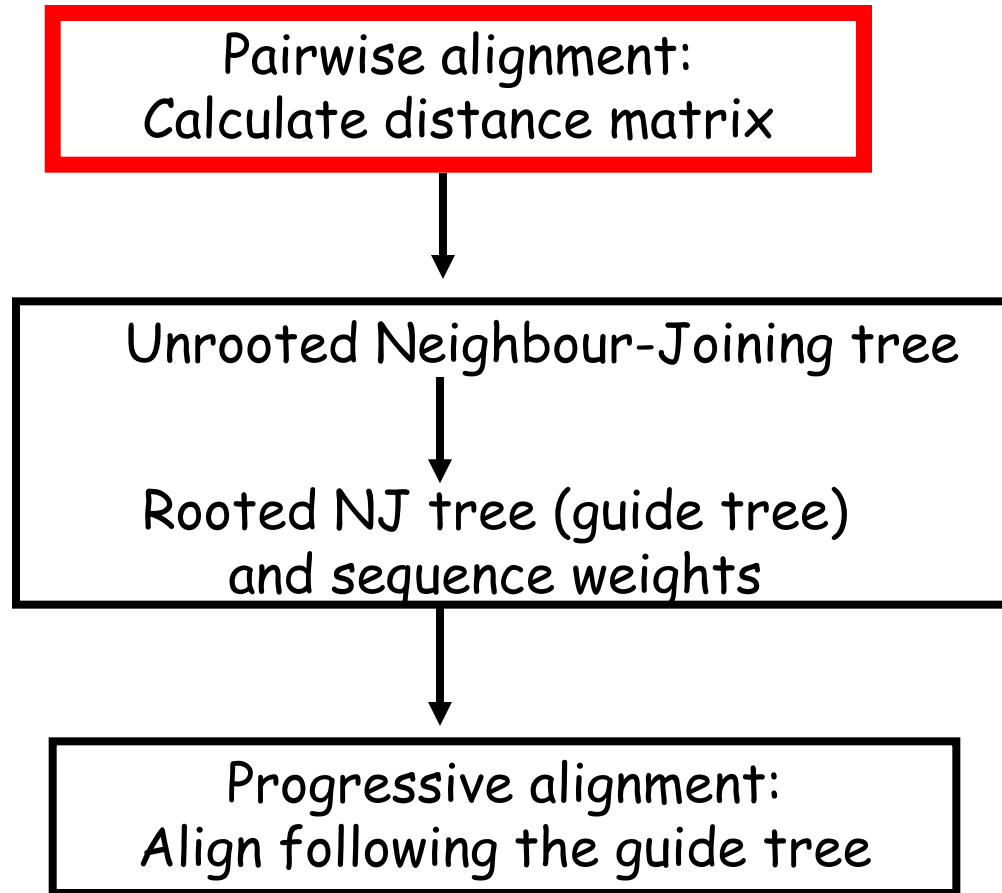 Pairwise alignment:
Calculate distance matrix
Unrooted Neighbour-Joining tree
Rooted NJ tree (guide tree)
and sequence weights
Progressive alignment:
Align following the guide tree